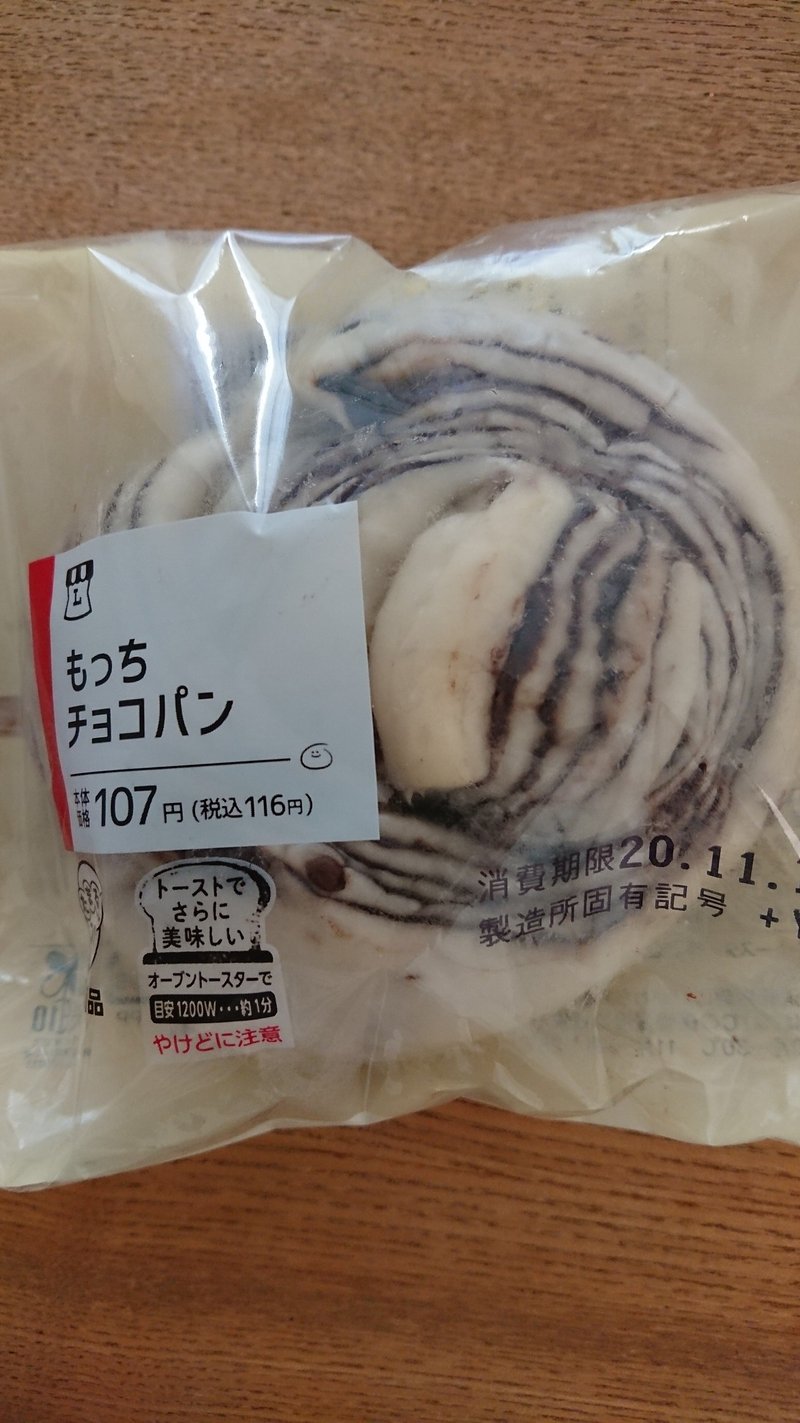 L
もっち
チョコパン
本体価格 107円(税込116円)
トーストで
さらに
美味しい
オーブントースターで
目安1200W・・・約1分
やけどに注意
品
消費期限20.11.
製造所固有記号 +